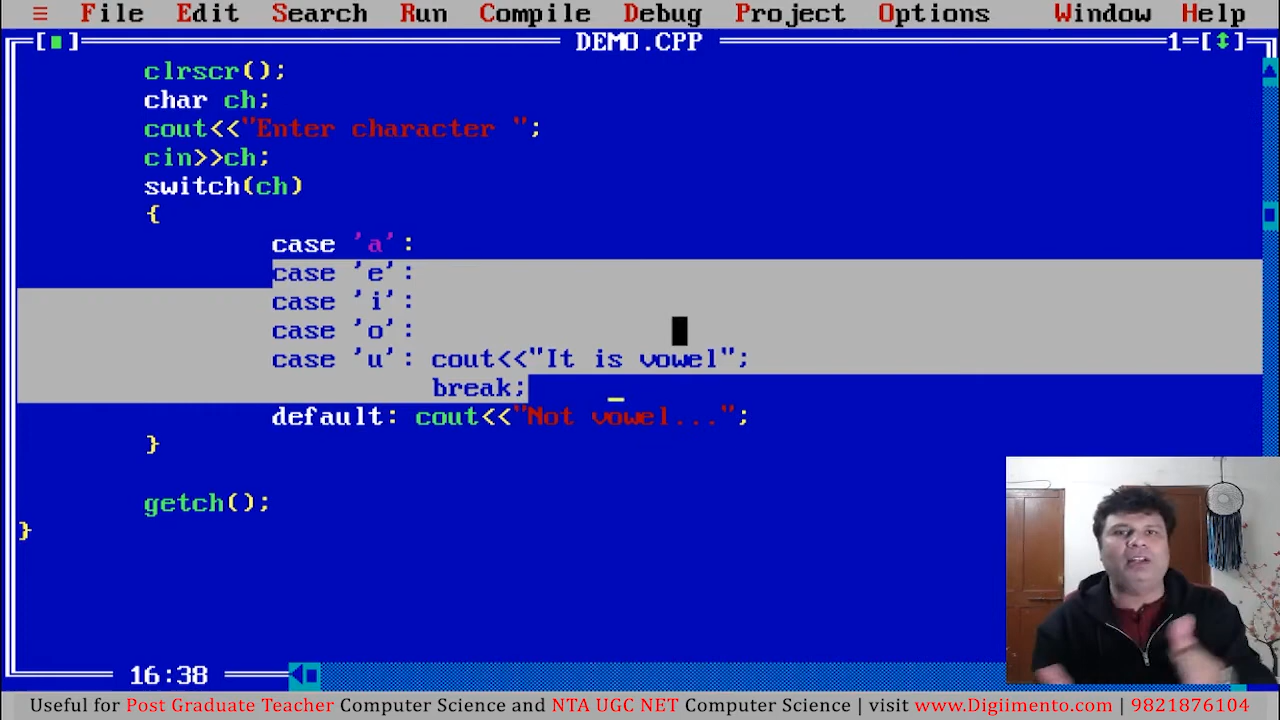 ≡ File Edit Search Run Compile Debug Project Options Window Help
[■] DEMO.CPP 1=[↕]
clrscr();
char ch;
cout<<"Enter character ";
cin>>ch;
switch(ch)
{
case 'a':
case 'e':
case 'i':
case 'o':
case 'u': cout<<"It is vowel";
break;
default: cout<<"Not vowel...";
}
getch();
}
16:38
Useful for Post Graduate Teacher Computer Science and NTA UGC NET Computer Science | visit www.Digiimento.com | 9821876104